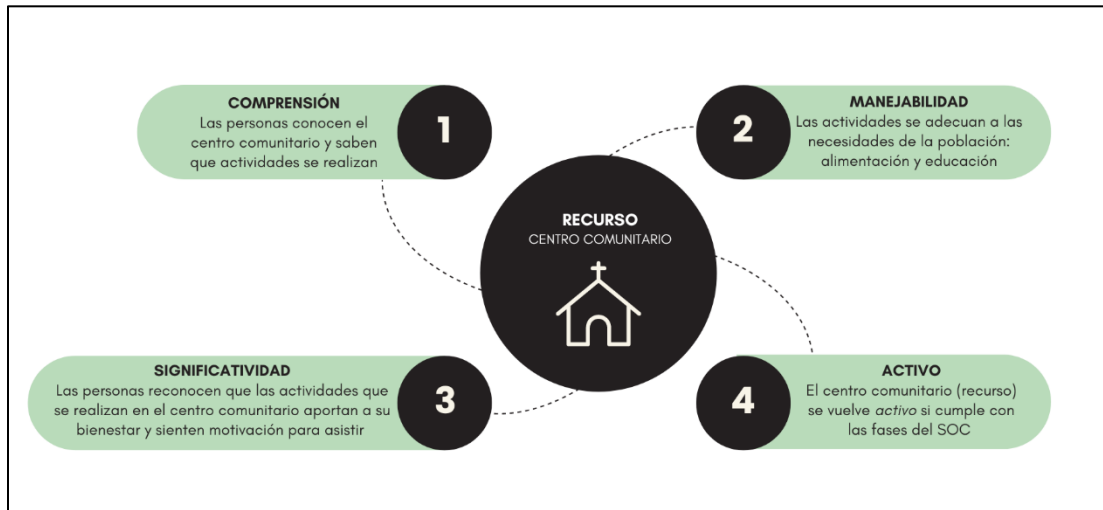 COMPRENSIÓN
Las personas conocen el
centro comunitario y saben
que actividades se realizan
1
2
MANEJABILIDAD
Las actividades se adecuan a las
necesidades de la población:
alimentación y educación
RECURSO
CENTRO COMUNITARIO
SIGNIFICATIVIDAD
Las personas reconocen que las actividades que
se realizan en el centro comunitario aportan a su
bienestar y sienten motivación para asistir
3
4
ACTIVO
El centro comunitario (recurso)
se vuelve activo si cumple con
las fases del SOC